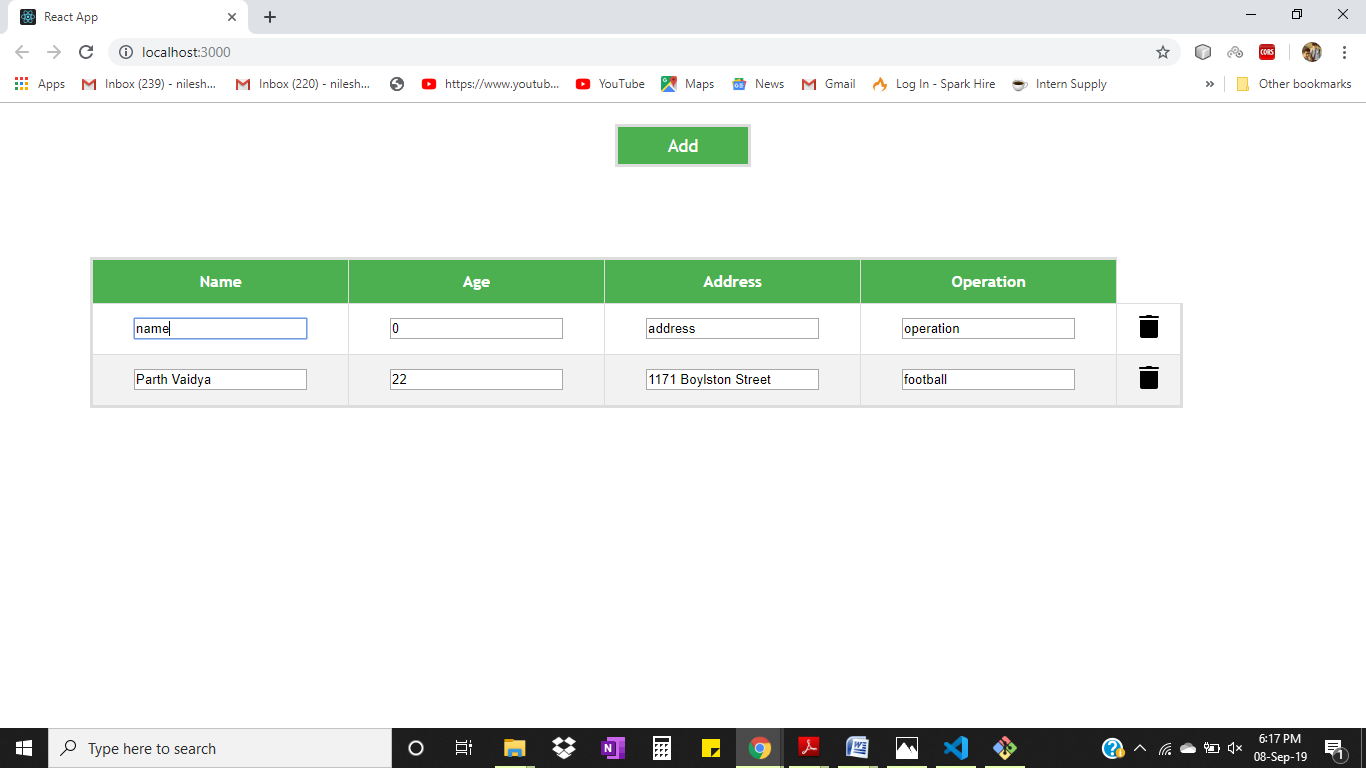 React App
localhost:3000
Apps Inbox (239) - nilesh... Inbox (220) - nilesh... https://www.youtub... YouTube Maps News Gmail Log In - Spark Hire Intern Supply » Other bookmarks
Add
Name Age Address Operation
name 0 address operation
Parth Vaidya 22 1171 Boylston Street football
Type here to search
6:17 PM
08-Sep-19
1